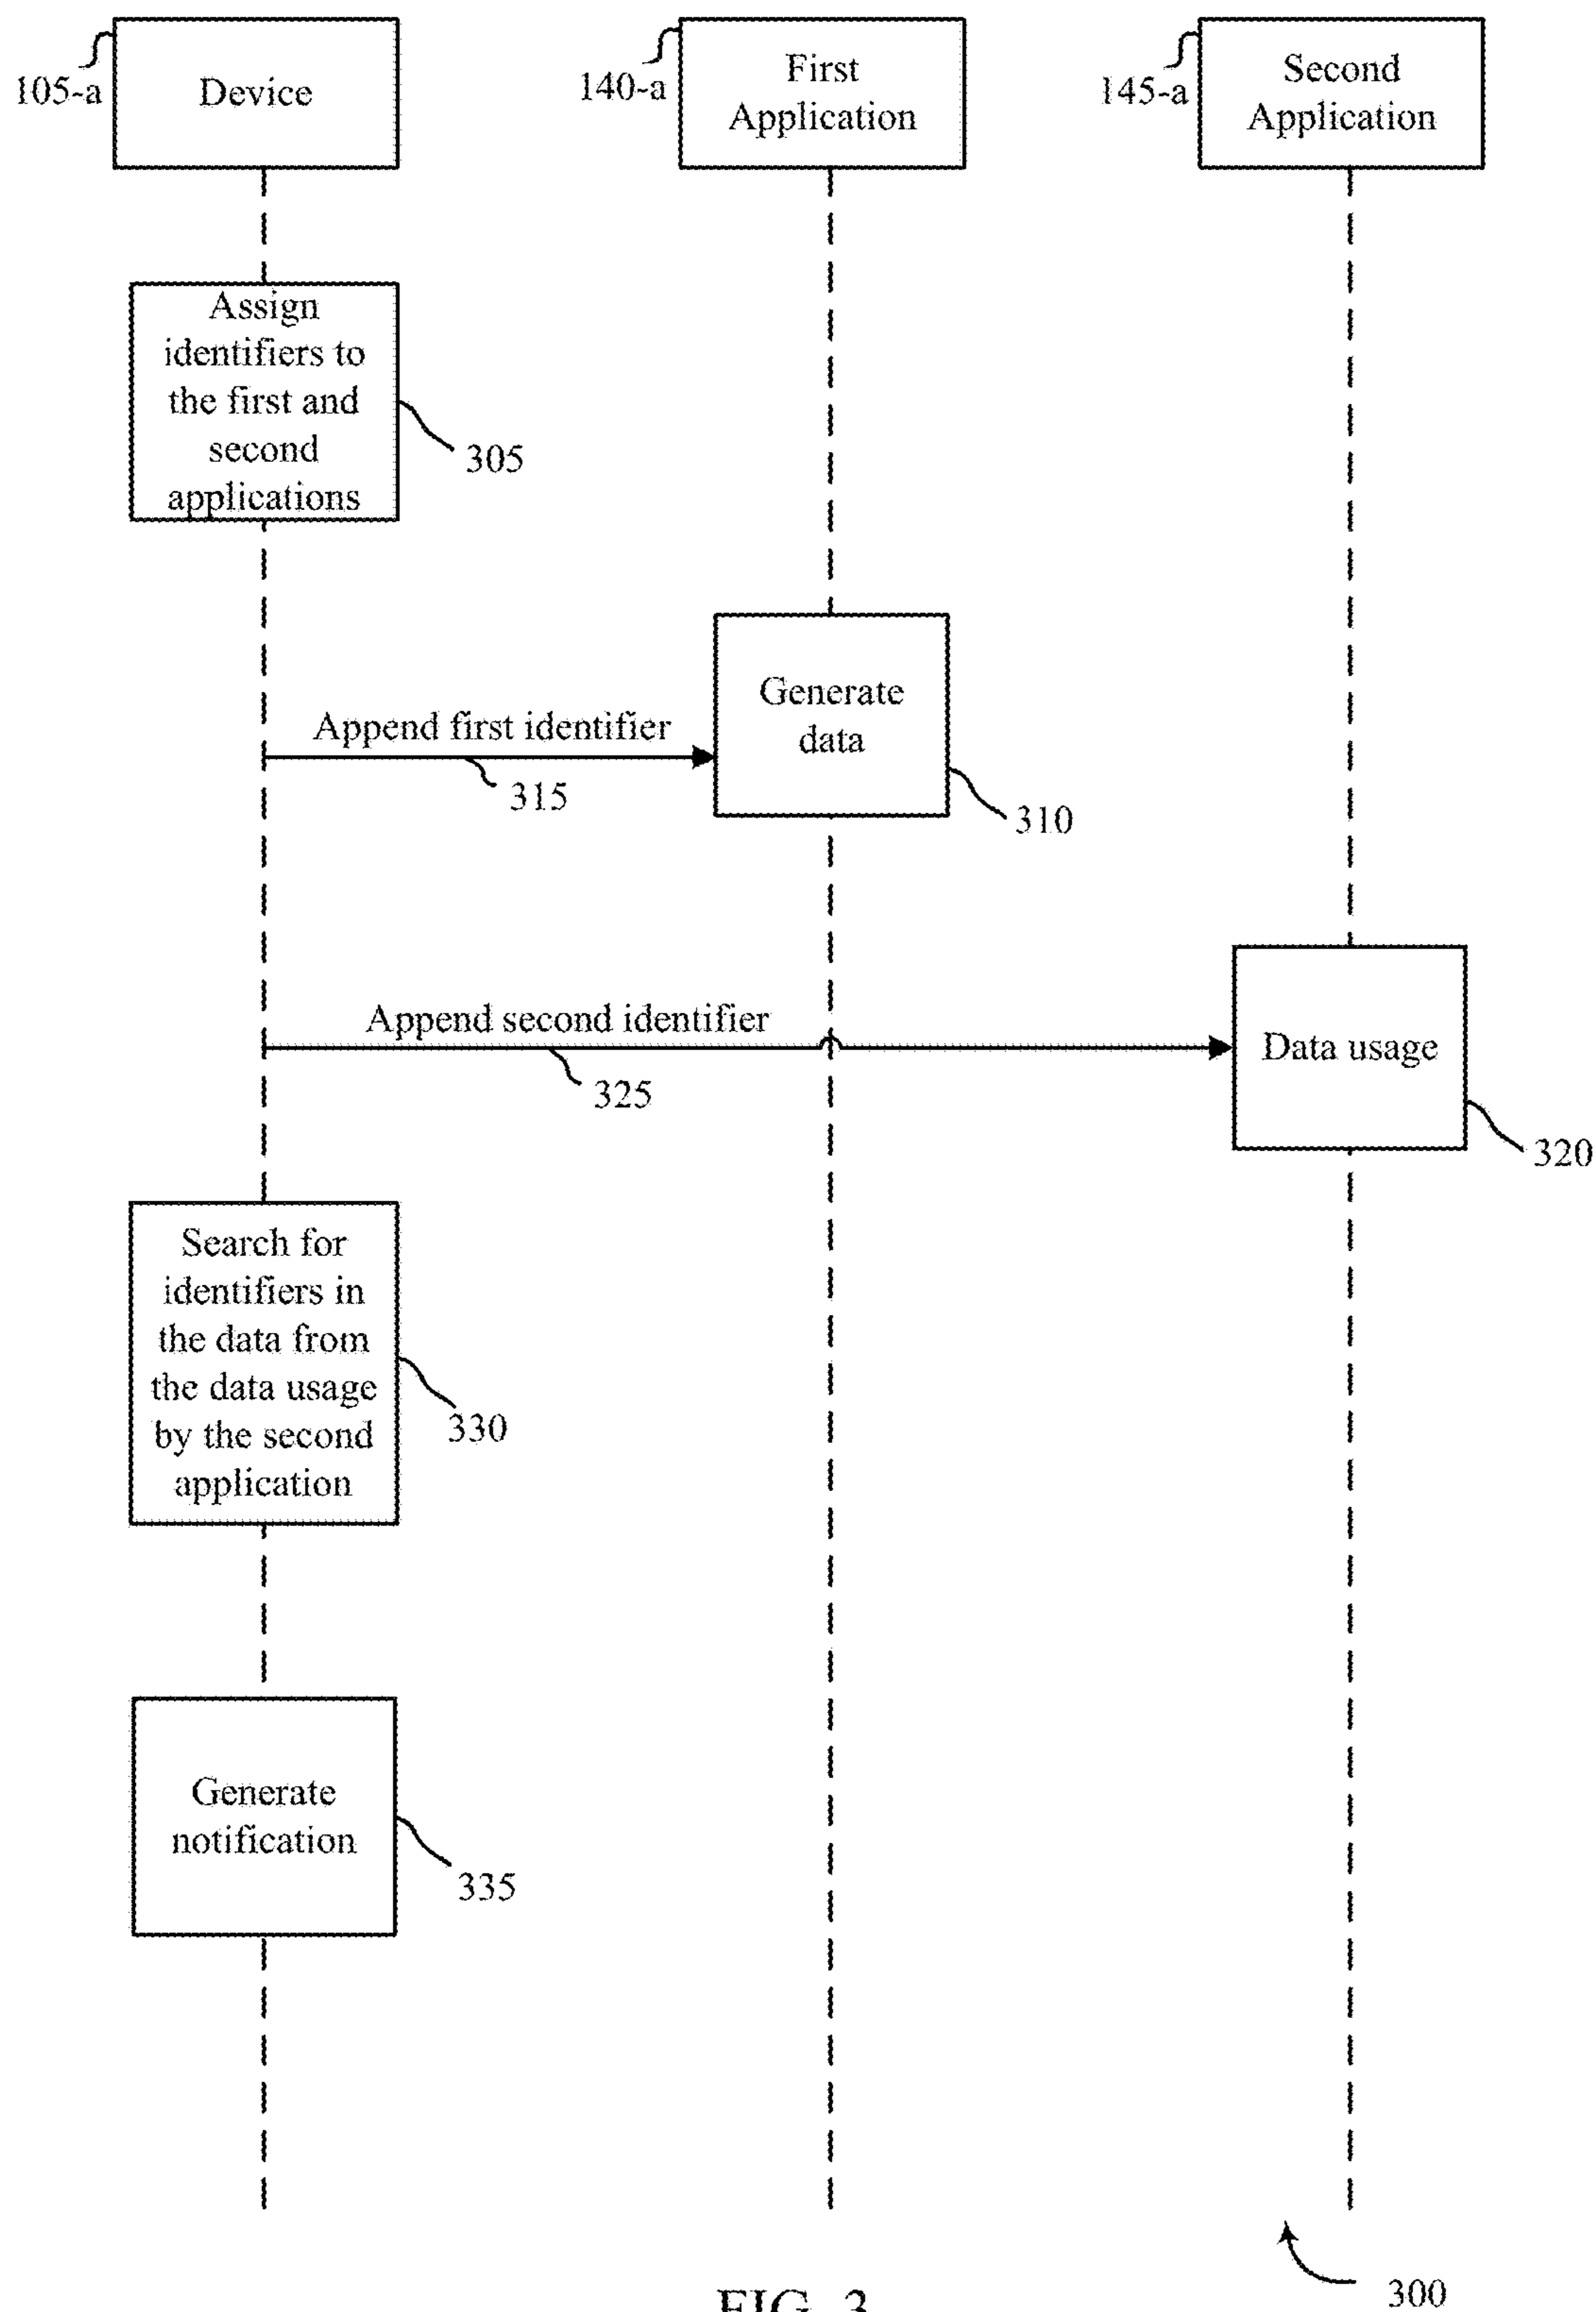 105-a
Device
140-a
First
Application
145-a
Second
Application
Assign
identifiers to
the first and
second
applications
305
Generate
data
Append first identifier
315
310
Append second identifier
325
Data usage
320
Search for
identifiers in
the data from
the data usage
by the second
application
330
Generate
notification
335
300
FIG. 3